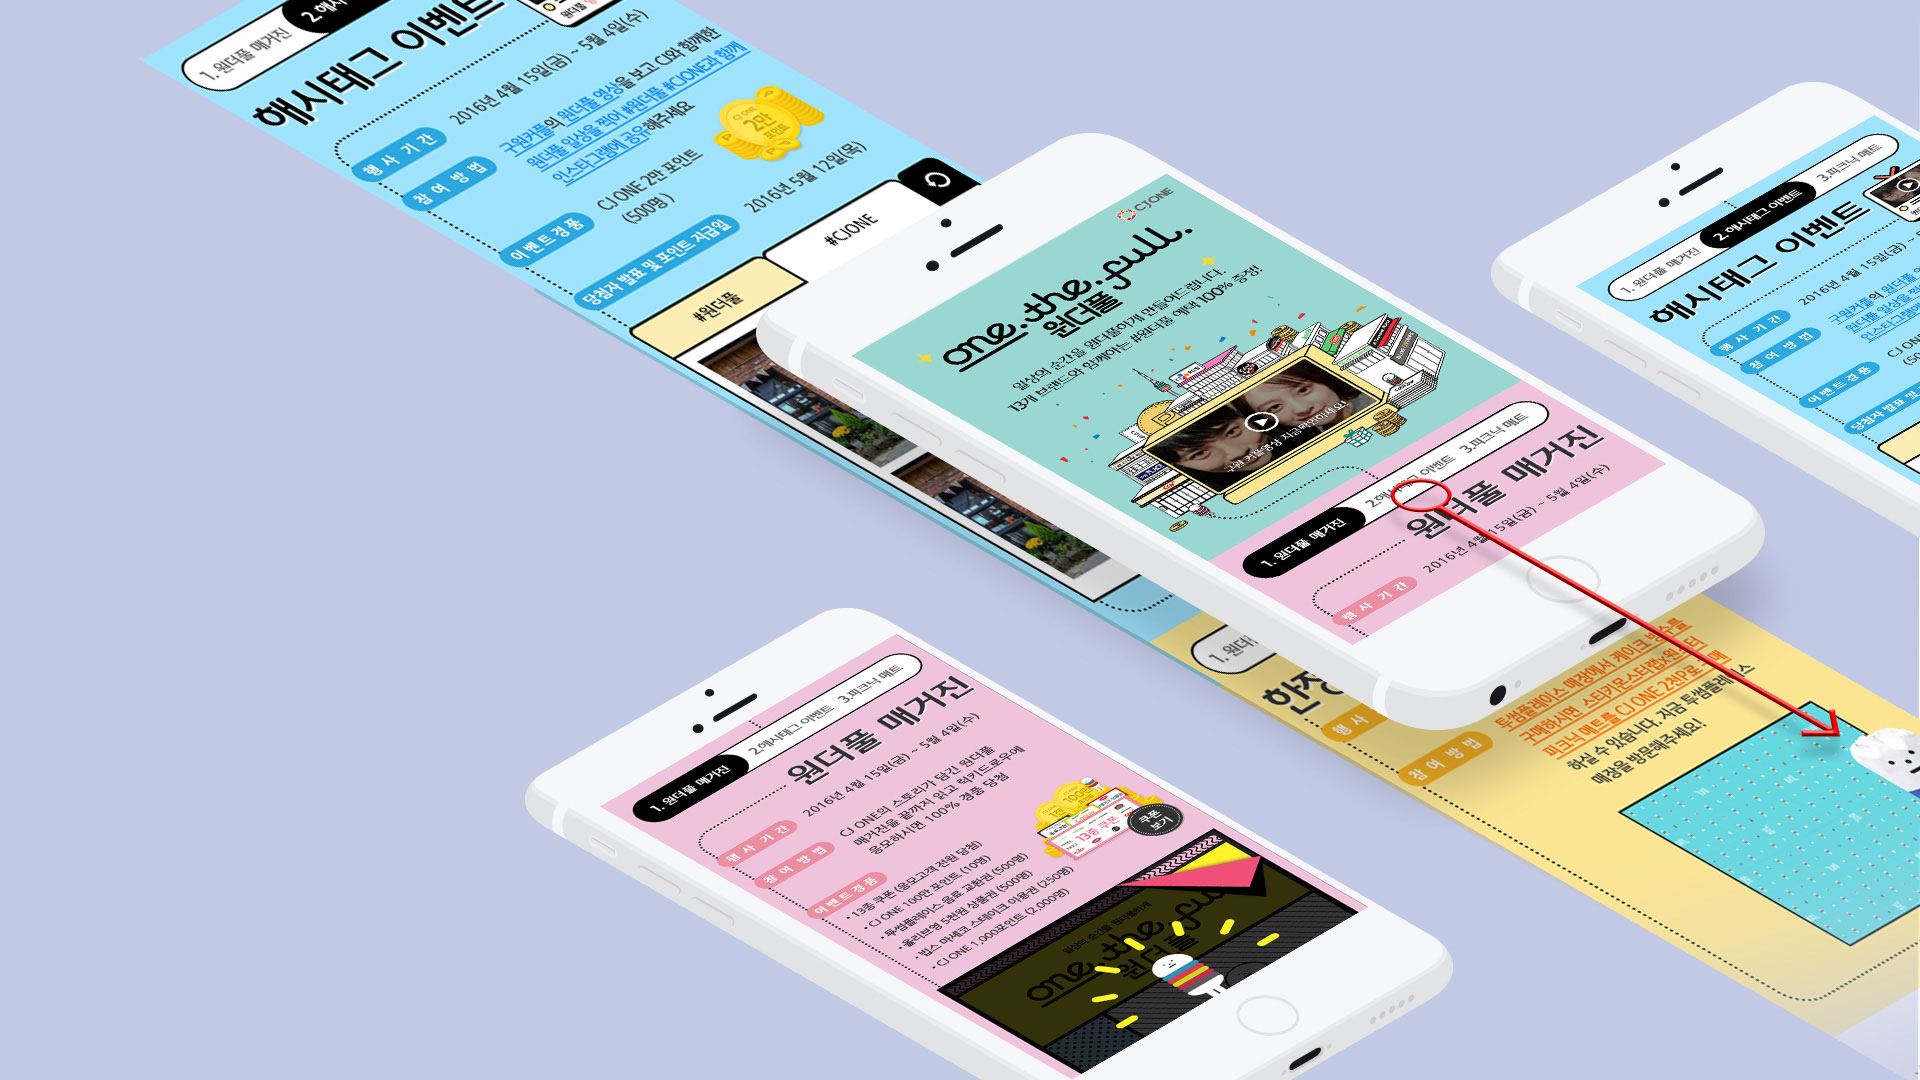 1. 원더풀 매거진
2.해시
해시태그 이벤트
행 사 기 간
2016년 4월 15일(금) ~ 5월 4일(수)
참 여 방 법
구원커플의 원더풀 영상을 보고 CJ와 함께한
원더풀 일상을 찍어 #원더풀 #CJONE과 함께
인스타그램에 공유해주세요
이 벤 트 경 품
CJ ONE 2만 포인트
(500명)
CJ ONE
2만
포인트
당첨자 발표 및 포인트 지급일
2016년 5월 12일(목)
#원더풀
#CJONE
CJ ONE
one.the.full.
원더풀
일상의 순간을 원더풀하게 만들어드립니다.
13개 브랜드와 함께하는 #원더풀 혜택 100% 증정!
구원 커플영상 지금 확인하세요!
1. 원더풀 매거진
2.해시태그 이벤트
3.피크닉 매트
원더풀 매거진
행 사 기 간
2016년 4월 15일(금) ~ 5월 4일(수)
1. 원더풀 매거진
2.해시태그 이벤트
3.피크닉 매트
해시태그 이벤트
행 사 기 간
2016년 4월 15일(금) ~
참 여 방 법
구원커플의 원더풀
원더풀 일
인스타그램에
이 벤 트 경 품
CJ O
(50
당첨자 발표 및
1. 원더
한장
행 사
참 여 방 법
투썸플레이스 매장에서 케이크
구매하시면 스티키몬스터랩x원더
피크닉 매트를 CJ ONE 2천P로
하실 수 있습니다. 지금 투썸플레이스
매장을 방문해주세요!
1. 원더풀 매거진
2.해시태그 이벤트
3.피크닉 매트
원더풀 매거진
행 사 기 간
2016년 4월 15일(금) ~ 5월 4일(수)
참 여 방 법
CJ ONE의 스토리가 담긴 원더풀
매거진을 끝까지 읽고 럭키드로우에
응모하시면 100% 경품 당첨
이 벤 트 경 품
• 13종 쿠폰 (응모고객 전원 당첨)
• CJ ONE 100만 포인트 (10명)
• 투썸플레이스 음료 교환권 (500명)
• 올리브영 5천원 상품권 (500명)
• 빕스 마세코 스테이크 이용권 (250명)
• CJ ONE 1,000포인트 (2,000명)
13종 쿠폰
쿠폰
보기
일상의 순간을 원더풀하게
one.the.full
원더풀